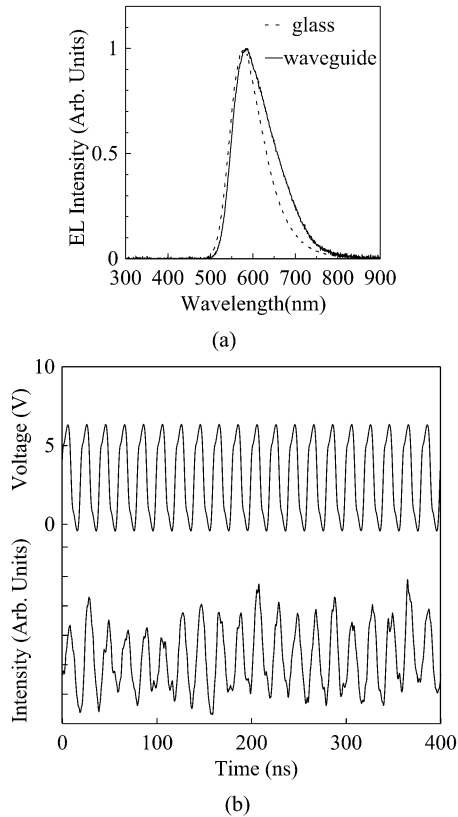 EL Intensity (Arb. Units)
1
0.5
0
glass
waveguide
300 400 500 600 700 800 900
Wavelength(nm)
(a)
Voltage (V)
10
5
0
Intensity (Arb. Units)
0 100 200 300 400
Time (ns)
(b)